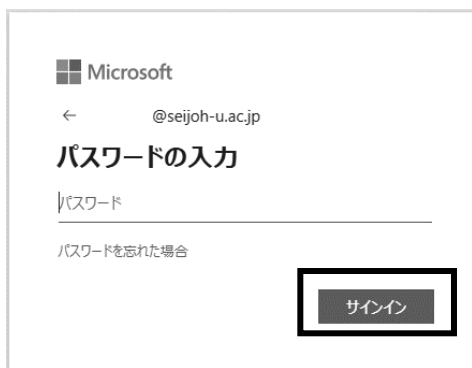 Microsoft
← @seijoh-u.ac.jp
パスワードの入力
パスワード
パスワードを忘れた場合
サインイン